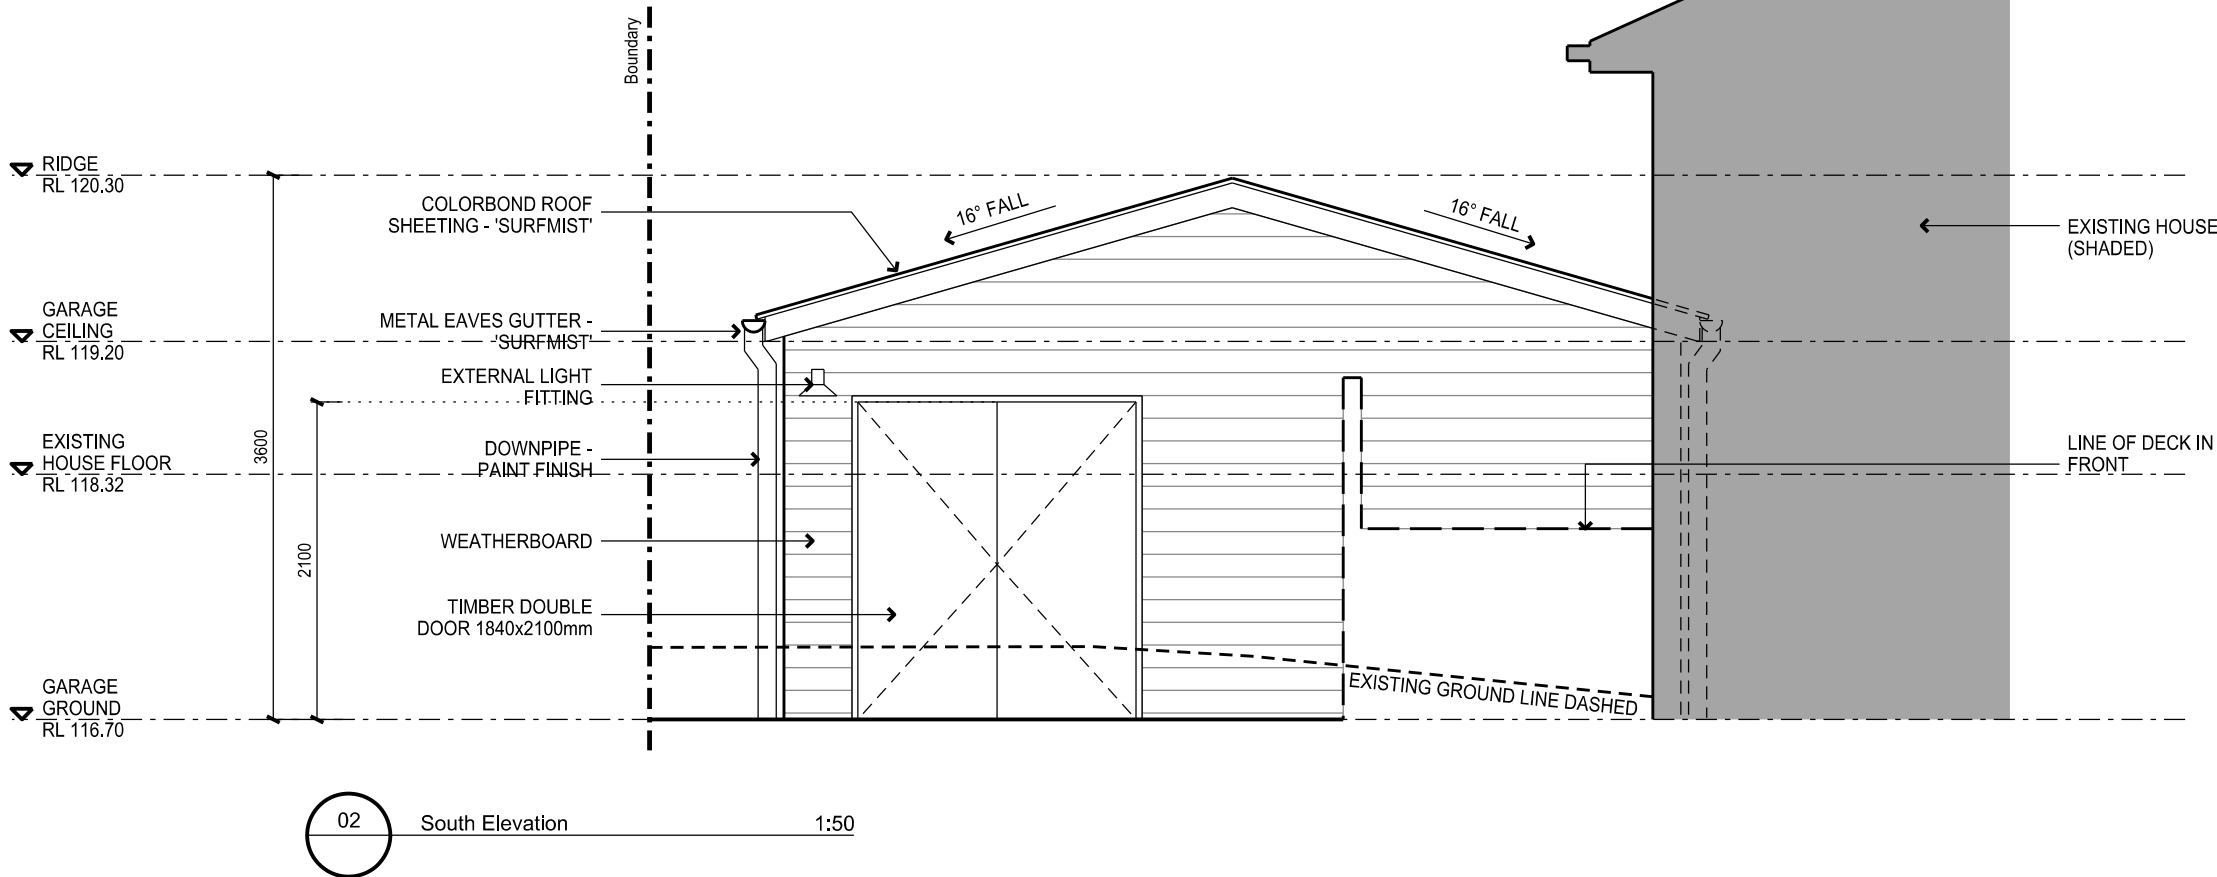 Boundary
RIDGE
RL 120.30
COLORBOND ROOF
SHEETING - 'SURFMIST'
16° FALL
16° FALL
EXISTING HOUSE
(SHADED)
GARAGE
CEILING
RL 119.20
METAL EAVES GUTTER -
'SURFMIST'
EXTERNAL LIGHT
FITTING
3600
EXISTING
HOUSE FLOOR
RL 118.32
DOWNPIPE -
PAINT FINISH
LINE OF DECK IN
FRONT
2100
WEATHERBOARD
TIMBER DOUBLE
DOOR 1840x2100mm
EXISTING GROUND LINE DASHED
GARAGE
GROUND
RL 116.70
02 South Elevation 1:50